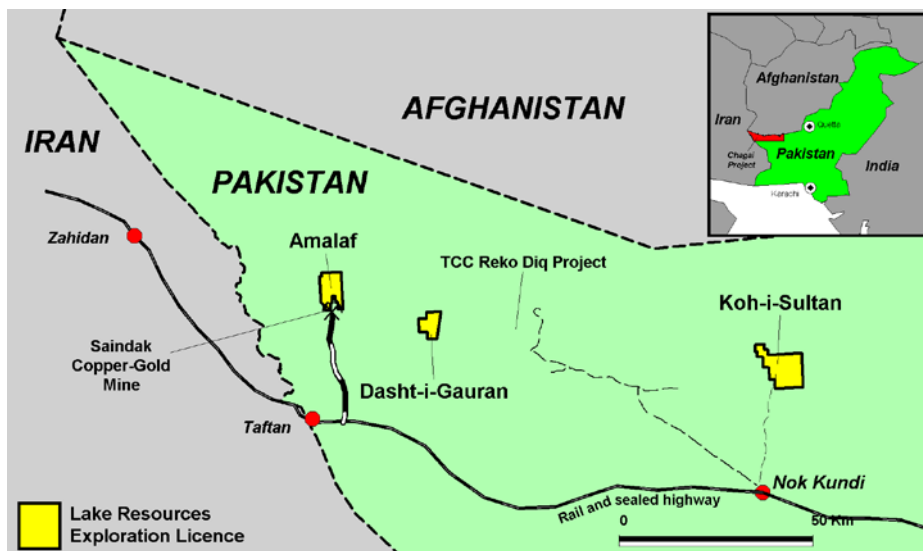 AFGHANISTAN
IRAN
PAKISTAN
Zahidan
Amalaf
TCC Reko Diq Project
Koh-i-Sultan
Saindak
Copper-Gold
Mine
Dasht-i-Gauran
Taftan
Nok Kundi
Rail and sealed highway
0 50 Km
Lake Resources
Exploration Licence
Afghanistan
Iran
Quetta
Chagai
Project
Pakistan
India
Karachi